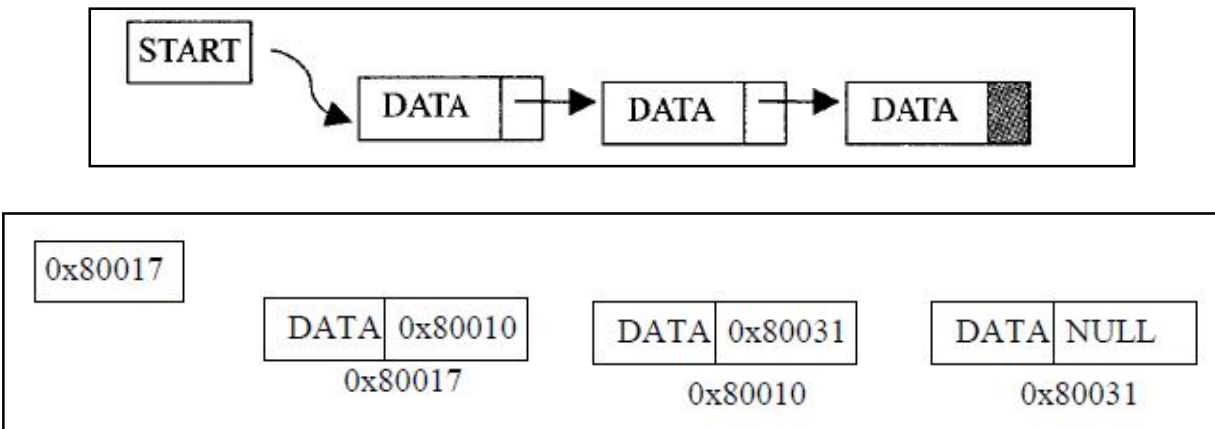 START
DATA DATA DATA
0x80017
DATA 0x80010 DATA 0x80031 DATA NULL
0x80017 0x80010 0x80031